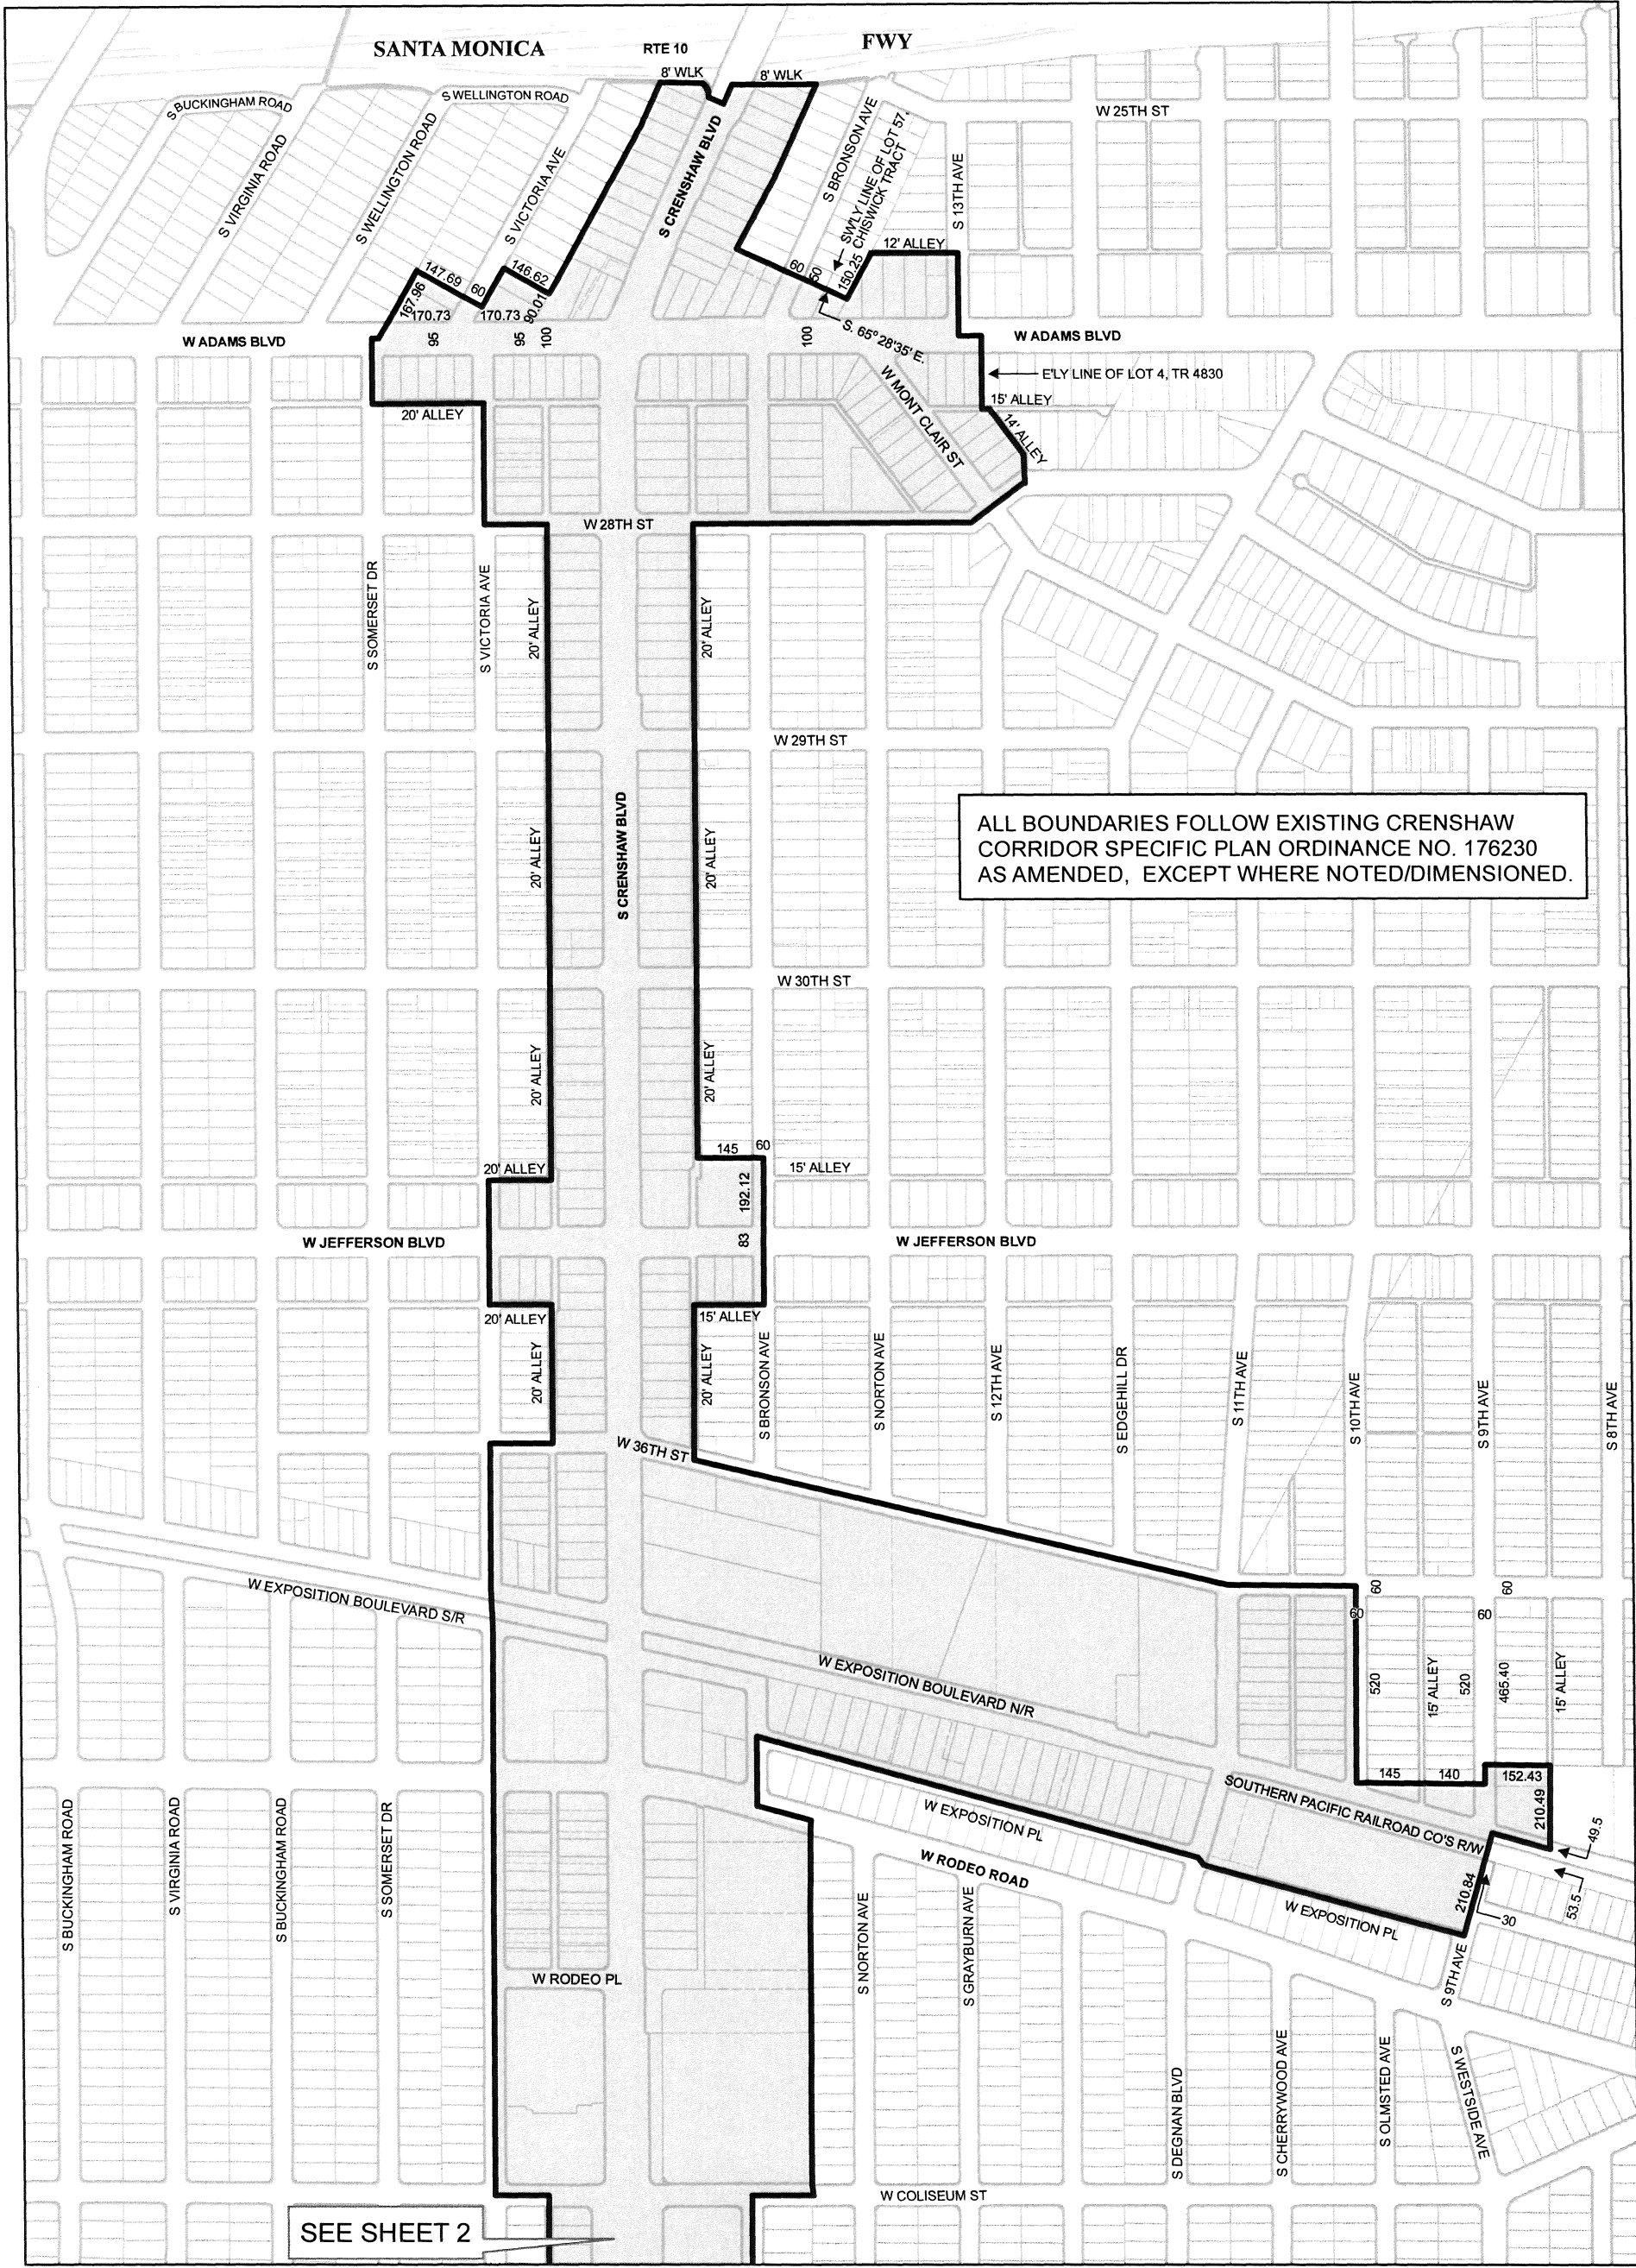 SANTA MONICA
RTE 10
FWY
8' WLK
8' WLK
S BUCKINGHAM ROAD
S WELLINGTON ROAD
W 25TH ST
S VIRGINIA ROAD
S WELLINGTON ROAD
S VICTORIA AVE
S CRENSHAW BLVD
S BRONSON AVE
SW'LY LINE OF LOT 57,
CHISWICK TRACT
S 13TH AVE
12' ALLEY
147.69
60
146.62
167.96
170.73
170.73
90.01
95
95
100
60
50
150.25
100
S. 65° 28'35' E.
W ADAMS BLVD
W ADAMS BLVD
E'LY LINE OF LOT 4, TR 4830
W MONT CLAIR ST
15' ALLEY
14' ALLEY
20' ALLEY
W 28TH ST
S SOMERSET DR
S VICTORIA AVE
20' ALLEY
20' ALLEY
W 29TH ST
20' ALLEY
S CRENSHAW BLVD
20' ALLEY
ALL BOUNDARIES FOLLOW EXISTING CRENSHAW
CORRIDOR SPECIFIC PLAN ORDINANCE NO. 176230
AS AMENDED, EXCEPT WHERE NOTED/DIMENSIONED.
W 30TH ST
20' ALLEY
20' ALLEY
145
60
20' ALLEY
15' ALLEY
192.12
83
W JEFFERSON BLVD
W JEFFERSON BLVD
20' ALLEY
15' ALLEY
20' ALLEY
20' ALLEY
S BRONSON AVE
S NORTON AVE
S 12TH AVE
S EDGEHILL DR
S 11TH AVE
S 10TH AVE
S 9TH AVE
S 8TH AVE
W 36TH ST
W EXPOSITION BOULEVARD S/R
60
60
60
60
W EXPOSITION BOULEVARD N/R
520
15' ALLEY
520
465.40
15' ALLEY
145
140
152.43
210.49
SOUTHERN PACIFIC RAILROAD CO'S R/W
49.5
53.5
210.84
30
W EXPOSITION PL
W RODEO ROAD
W EXPOSITION PL
S BUCKINGHAM ROAD
S VIRGINIA ROAD
S BUCKINGHAM ROAD
S SOMERSET DR
W RODEO PL
S NORTON AVE
S GRAYBURN AVE
S 9TH AVE
S DEGNAN BLVD
S CHERRYWOOD AVE
S OLMSTED AVE
S WESTSIDE AVE
W COLISEUM ST
SEE SHEET 2